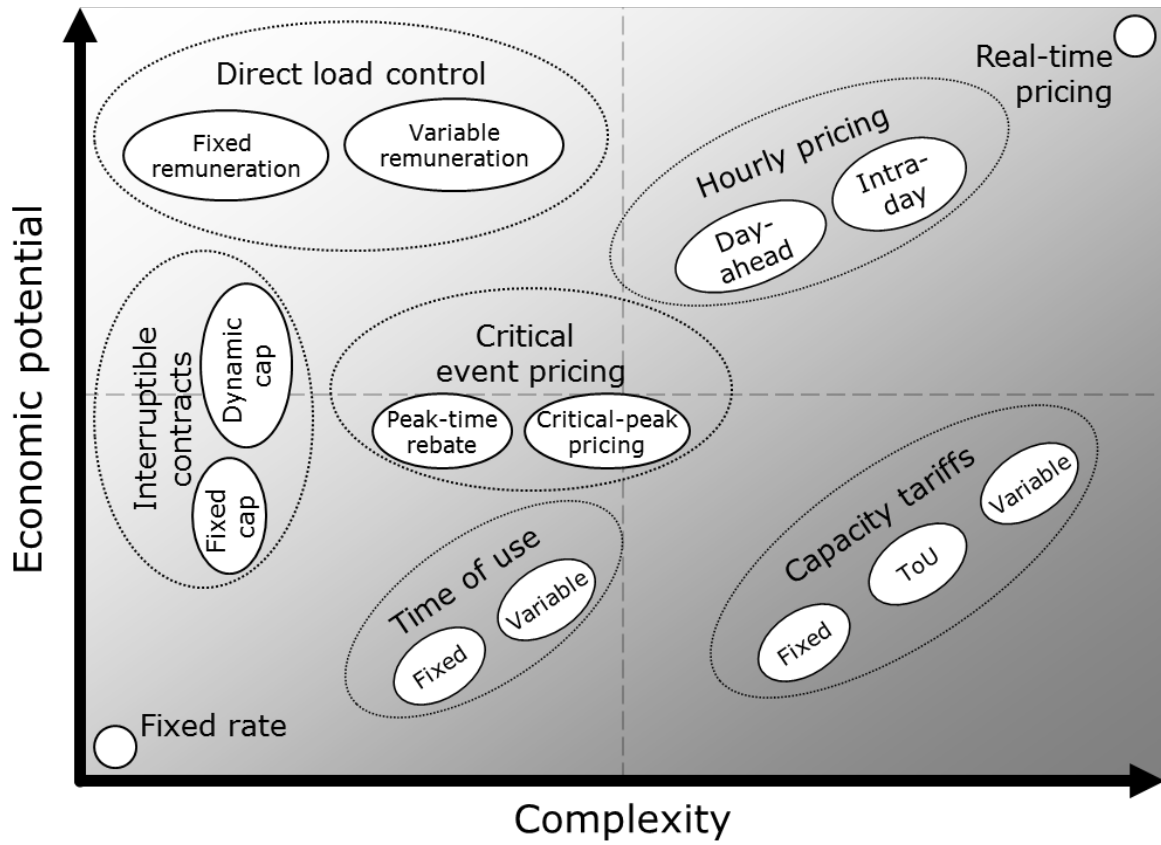 Economic potential
Direct load control
Fixed
remuneration
Variable
remuneration
Real-time
pricing
Hourly pricing
Day-
ahead
Intra-
day
Interruptible
contracts
Dynamic
cap
Fixed
cap
Critical
event pricing
Peak-time
rebate
Critical-peak
pricing
Time of use
Fixed
Variable
Capacity tariffs
Fixed
ToU
Variable
Fixed rate
Complexity